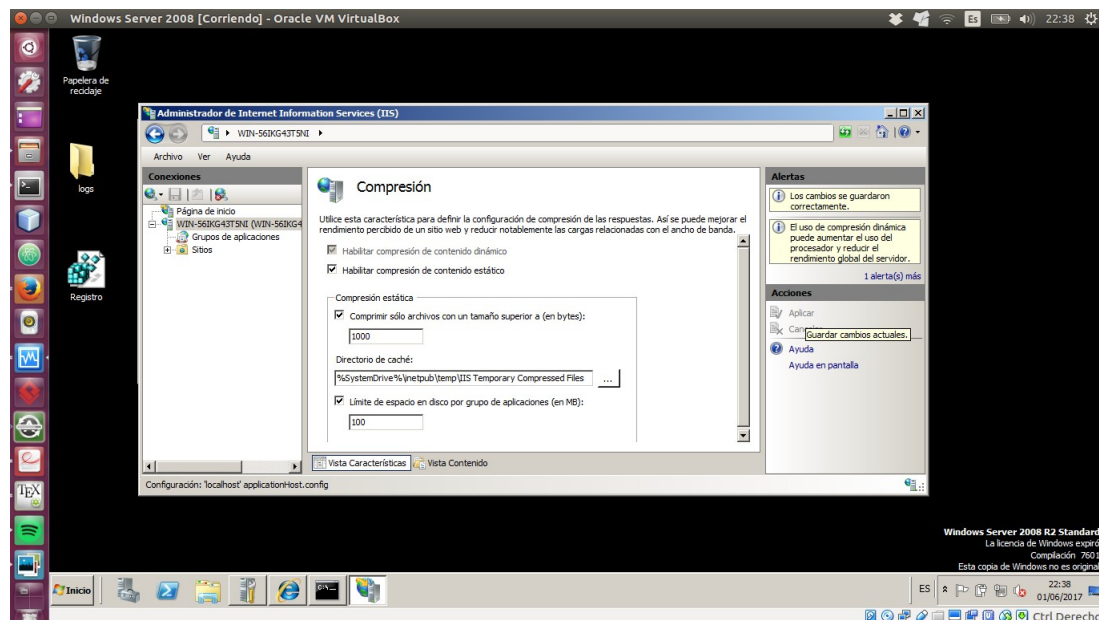 Windows Server 2008 [Corriendo] - Oracle VM VirtualBox
Es
22:38
Papelera de
reciclaje
logs
Registro
TEX
Administrador de Internet Information Services (IIS)
WIN-56IKG43T5NI
Archivo Ver Ayuda
Conexiones
Página de inicio
WIN-56IKG43T5NI (WIN-56IKG4
Grupos de aplicaciones
Sitios
Compresión
Utilice esta característica para definir la configuración de compresión de las respuestas. Así se puede mejorar el
rendimiento percibido de un sitio web y reducir notablemente las cargas relacionadas con el ancho de banda.
Habilitar compresión de contenido dinámico
Habilitar compresión de contenido estático
Compresión estática
Comprimir sólo archivos con un tamaño superior a (en bytes):
1000
Directorio de caché:
%SystemDrive%\inetpub\temp\IIS Temporary Compressed Files
...
Límite de espacio en disco por grupo de aplicaciones (en MB):
100
Vista Características Vista Contenido
Alertas
Los cambios se guardaron
correctamente.
El uso de compresión dinámica
puede aumentar el uso del
procesador y reducir el
rendimiento global del servidor.
1 alerta(s) más
Acciones
Aplicar
Guardar cambios actuales.
Ayuda
Ayuda en pantalla
Configuración: 'localhost' applicationHost.config
Windows Server 2008 R2 Standard
La licencia de Windows expiró
Compilación 7601
Esta copia de Windows no es original
Inicio
ES
22:38
01/06/2017
Ctrl Derecho